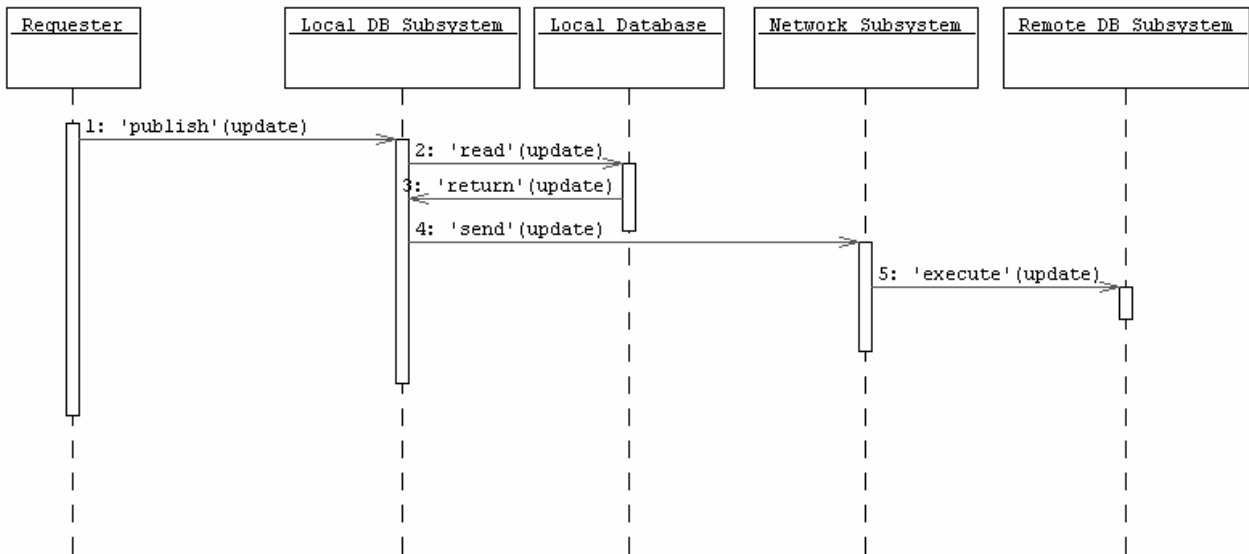 Requester
Local DB Subsystem
Local Database
Network Subsystem
Remote DB Subsystem
1: 'publish'(update)
2: 'read'(update)
3: 'return'(update)
4: 'send'(update)
5: 'execute'(update)